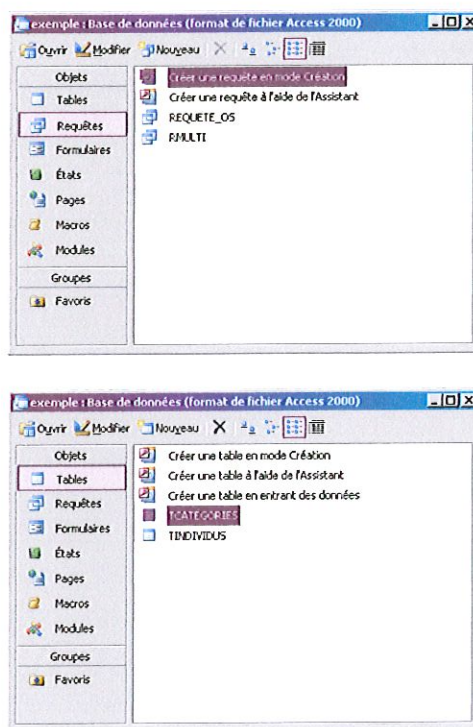 exemple : Base de données (format de fichier Access 2000)
Ouvrir Modifier Nouveau
Objets
Tables
Requêtes
Formulaires
États
Pages
Macros
Modules
Groupes
Favoris
Créer une requête en mode Création
Créer une requête à l'aide de l'Assistant
REQUETE_OS
RMULTI
exemple : Base de données (format de fichier Access 2000)
Ouvrir Modifier Nouveau
Objets
Tables
Requêtes
Formulaires
États
Pages
Macros
Modules
Groupes
Favoris
Créer une table en mode Création
Créer une table à l'aide de l'Assistant
Créer une table en entrant des données
TCATEGORIES
TINDIVIDUS